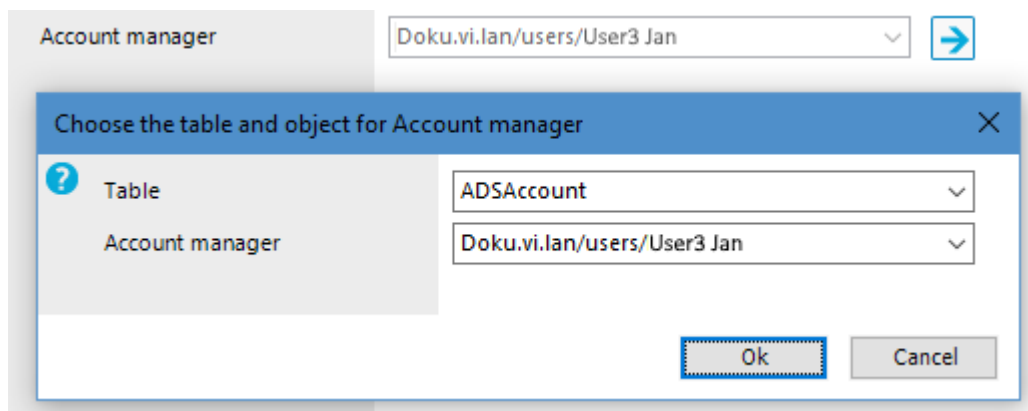 Account manager Doku.vi.lan/users/User3 Jan
Choose the table and object for Account manager
? Table ADSAccount
Account manager Doku.vi.lan/users/User3 Jan
Ok Cancel